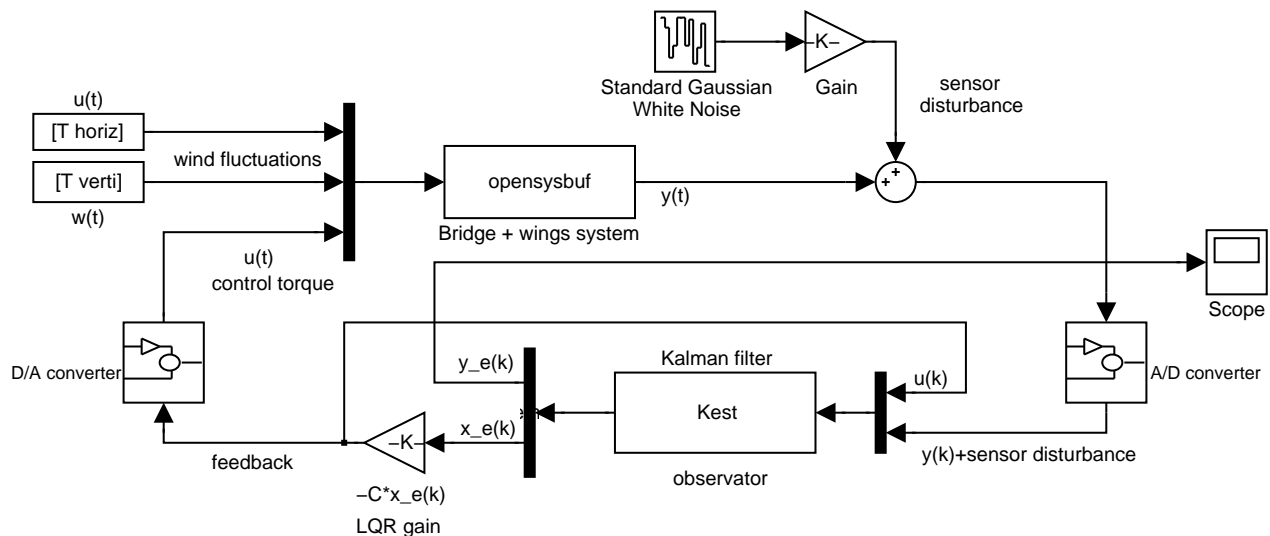 Standard Gaussian
White Noise
–K–
Gain
sensor
disturbance
u(t)
[T horiz]
wind fluctuations
[T verti]
w(t)
opensysbuf
Bridge + wings system
y(t)
+
+
u(t)
control torque
Scope
D/A converter
A/D converter
y_e(k)
Kalman filter
u(k)
Kest
x_e(k)
–K–
feedback
observator
y(k)+sensor disturbance
–C*x_e(k)
LQR gain